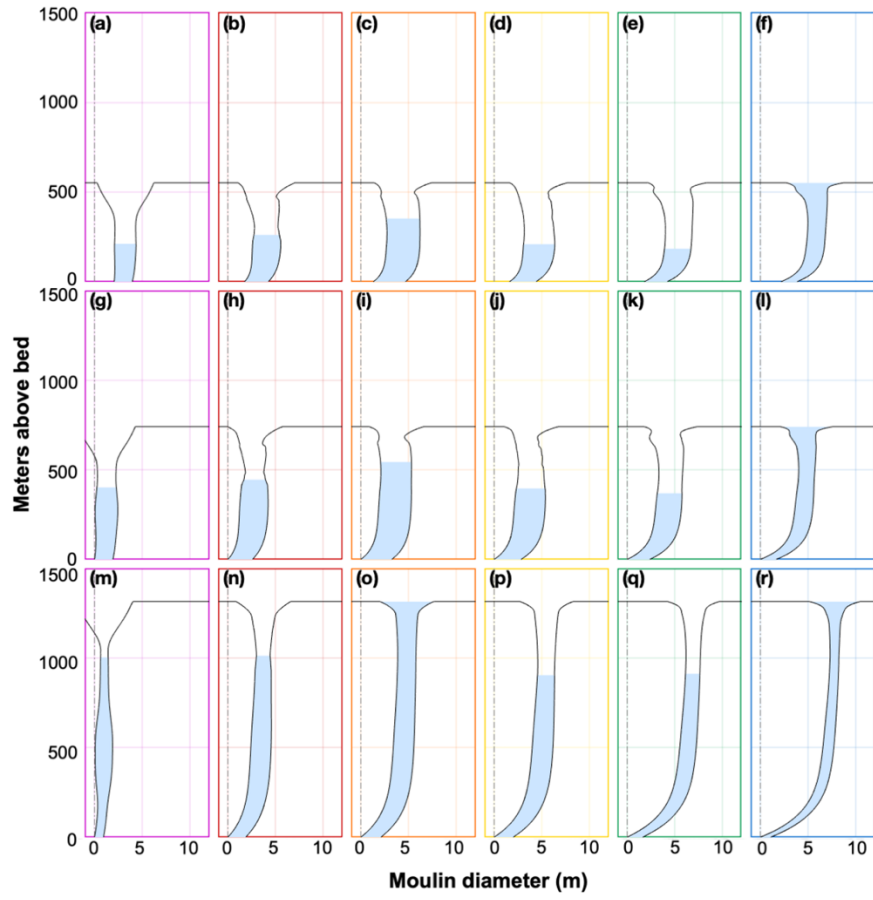 (a) (b) (c) (d) (e) (f)
1500
1000
500
0
(g) (h) (i) (j) (k) (l)
1500
1000
500
0
(m) (n) (o) (p) (q) (r)
1500
1000
500
0
0 5 10 0 5 10 0 5 10 0 5 10 0 5 10 0 5 10
Meters above bed
Moulin diameter (m)